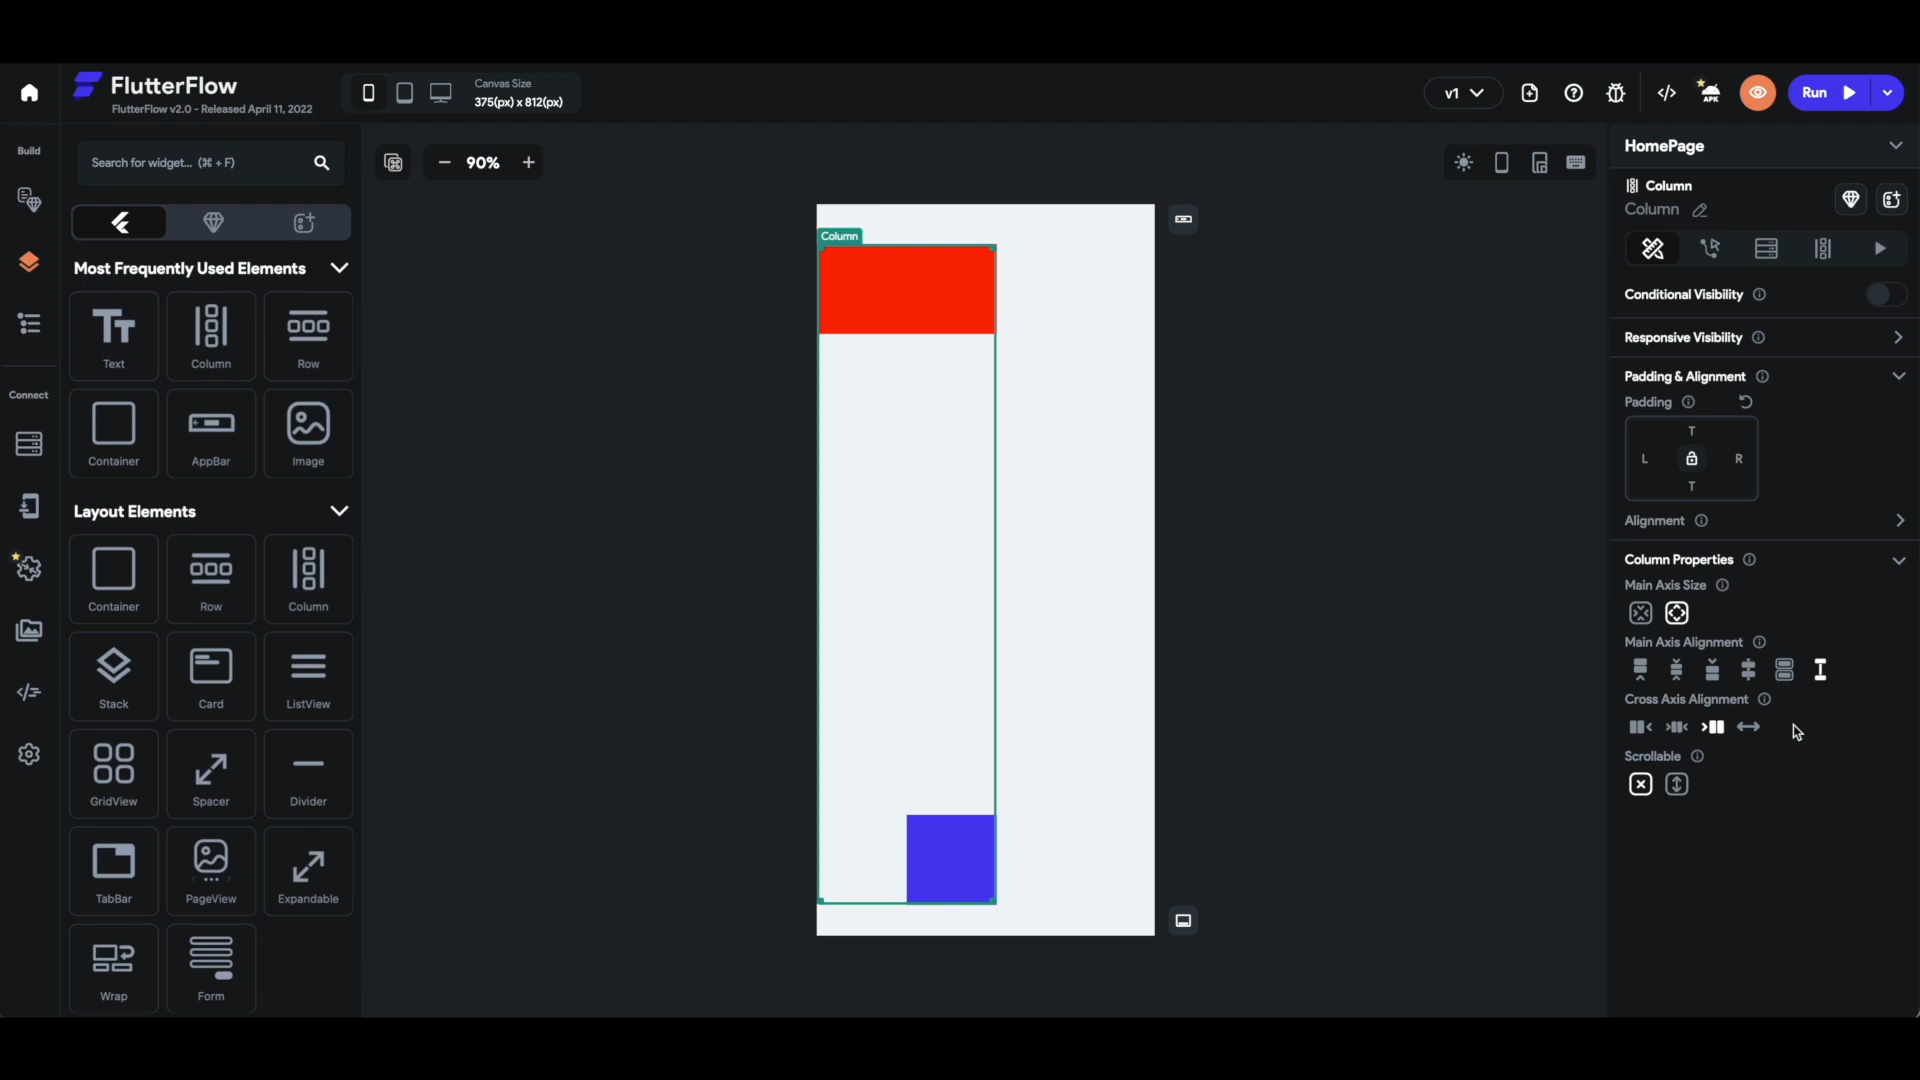 FlutterFlow
FlutterFlow v2.0 - Released April 11, 2022
Canvas Size
375(px) x 812(px)
v1
APK
Run
Build
Search for widget... (⌘ + F)
90%
HomePage
Column
Column
Conditional Visibility
Responsive Visibility
Padding & Alignment
Padding
T
L
R
T
Alignment
Column Properties
Main Axis Size
Main Axis Alignment
Cross Axis Alignment
Scrollable
Column
Most Frequently Used Elements
Text
Column
Row
Connect
Container
AppBar
Image
Layout Elements
Container
Row
Column
Stack
Card
ListView
GridView
Spacer
Divider
TabBar
PageView
Expandable
Wrap
Form